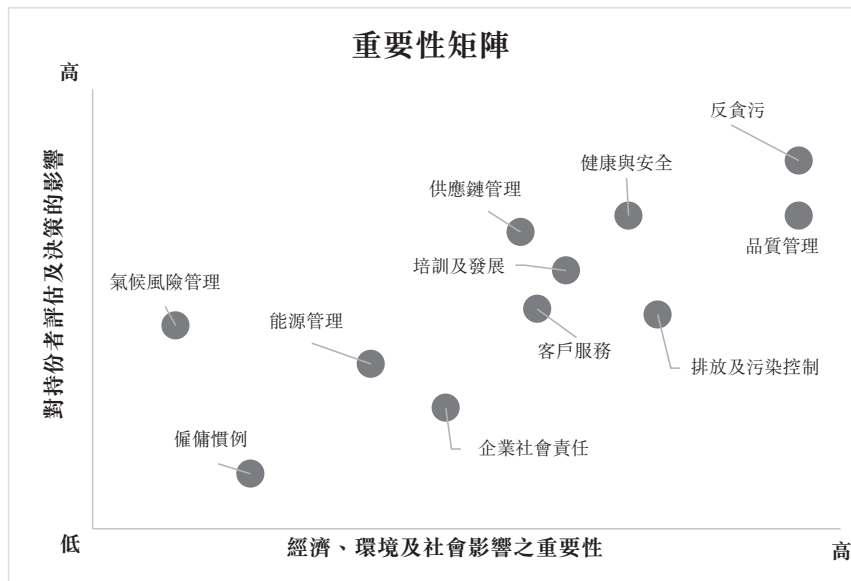 重要性矩陣
高
反貪污
健康與安全
供應鏈管理
品質管理
培訓及發展
氣候風險管理
能源管理
客戶服務
排放及污染控制
僱傭慣例
企業社會責任
對持份者評估及決策的影響
低
經濟、環境及社會影響之重要性
高